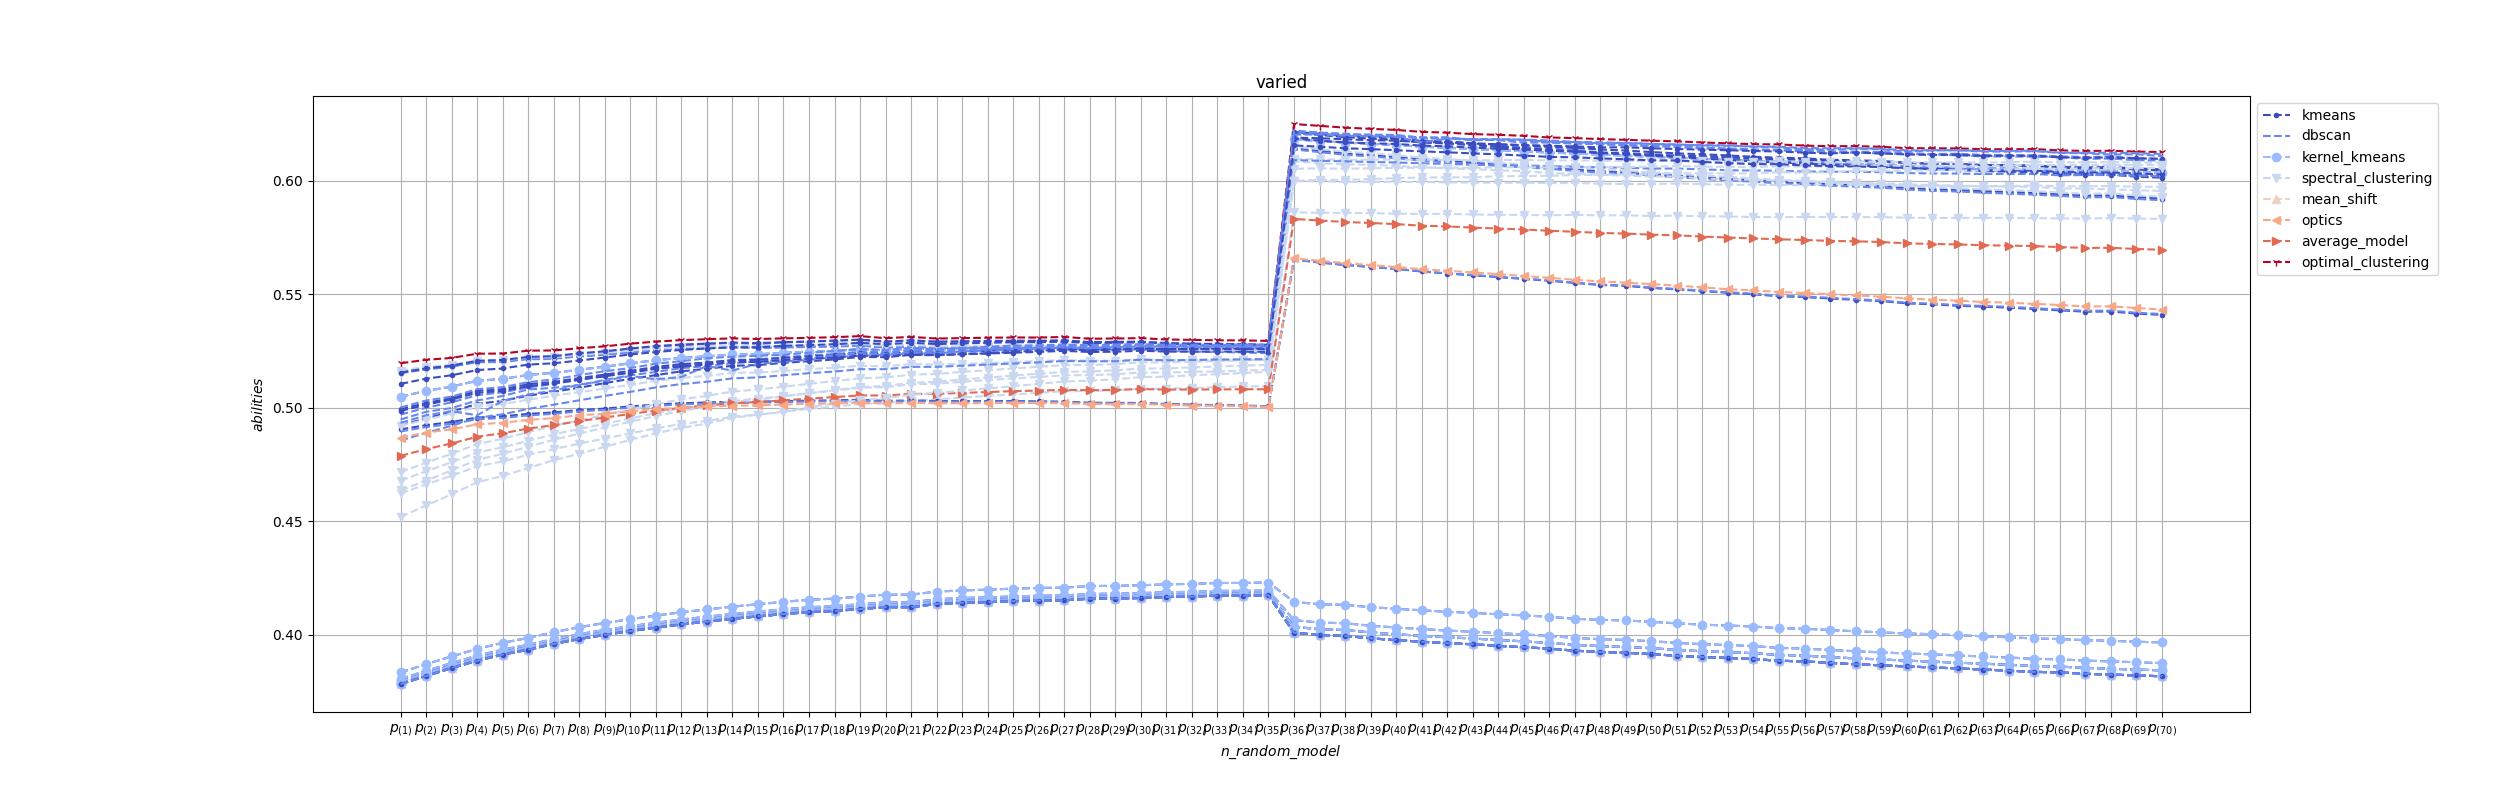 varied
kmeans
dbscan
kernel_kmeans
spectral_clustering
mean_shift
optics
average_model
optimal_clustering
abbilities
0.60
0.55
0.50
0.45
0.40
p(1) p(2) p(3) p(4) p(5) p(6) p(7) p(8) p(9) p(10) p(11) p(12) p(13) p(14) p(15) p(16) p(17) p(18) p(19) p(20) p(21) p(22) p(23) p(24) p(25) p(26) p(27) p(28) p(29) p(30) p(31) p(32) p(33) p(34) p(35) p(36) p(37) p(38) p(39) p(40) p(41) p(42) p(43) p(44) p(45) p(46) p(47) p(48) p(49) p(50) p(51) p(52) p(53) p(54) p(55) p(56) p(57) p(58) p(59) p(60) p(61) p(62) p(63) p(64) p(65) p(66) p(67) p(68) p(69) p(70)
n_random_model